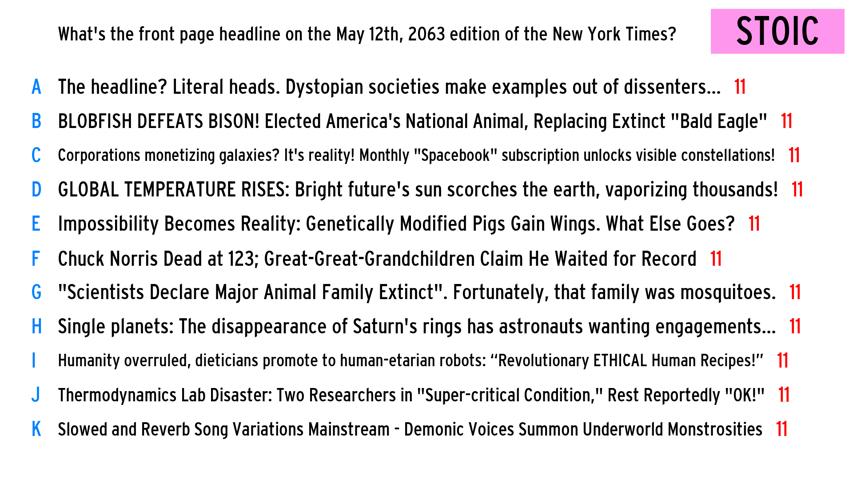 What's the front page headline on the May 12th, 2063 edition of the New York Times?
STOIC
A The headline? Literal heads. Dystopian societies make examples out of dissenters... 11
B BLOBFISH DEFEATS BISON! Elected America's National Animal, Replacing Extinct "Bald Eagle" 11
C Corporations monetizing galaxies? It's reality! Monthly "Spacebook" subscription unlocks visible constellations! 11
D GLOBAL TEMPERATURE RISES: Bright future's sun scorches the earth, vaporizing thousands! 11
E Impossibility Becomes Reality: Genetically Modified Pigs Gain Wings. What Else Goes? 11
F Chuck Norris Dead at 123; Great-Great-Grandchildren Claim He Waited for Record 11
G "Scientists Declare Major Animal Family Extinct". Fortunately, that family was mosquitoes. 11
H Single planets: The disappearance of Saturn's rings has astronauts wanting engagements... 11
I Humanity overruled, dieticians promote to human-etarian robots: “Revolutionary ETHICAL Human Recipes!” 11
J Thermodynamics Lab Disaster: Two Researchers in "Super-critical Condition," Rest Reportedly "OK!" 11
K Slowed and Reverb Song Variations Mainstream - Demonic Voices Summon Underworld Monstrosities 11